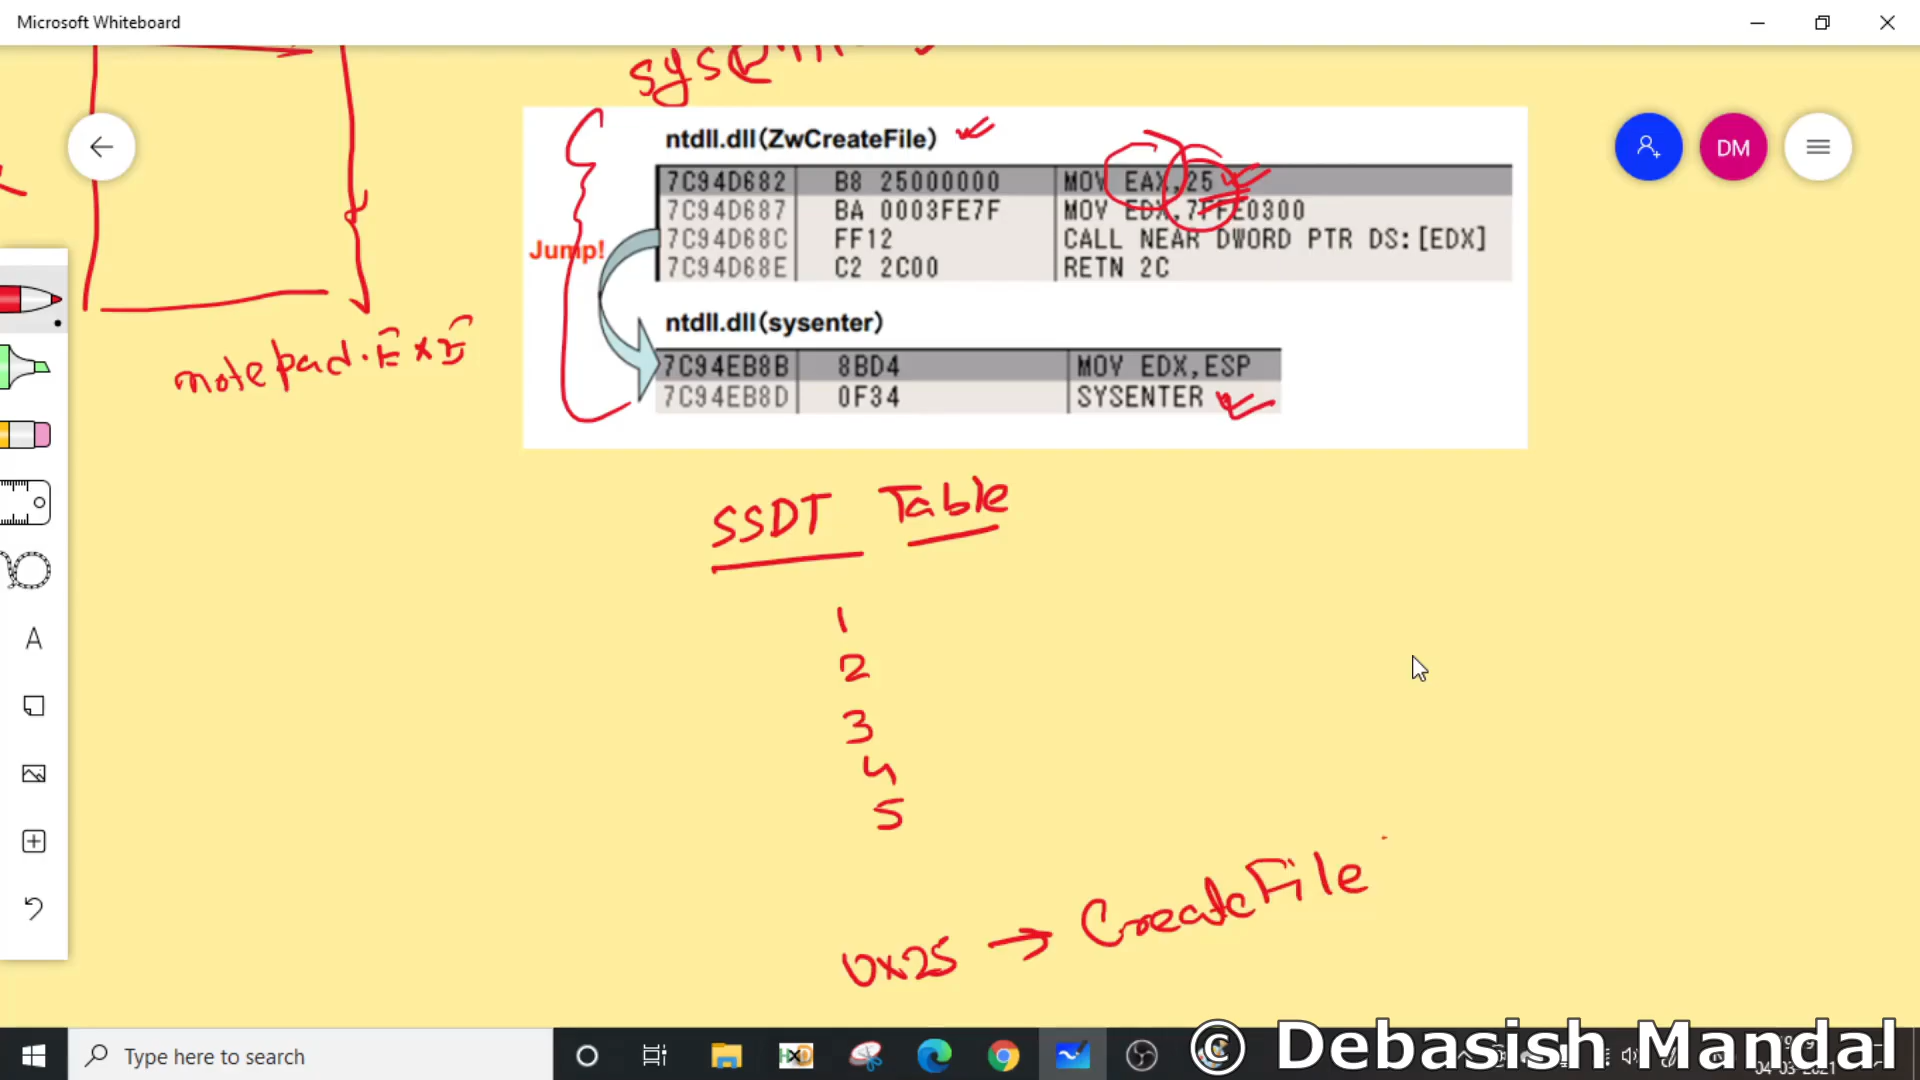 Microsoft Whiteboard
DM
ntdll.dll(ZwCreateFile)
7C94D682 B8 25000000 MOV EAX,25
7C94D687 BA 0003FE7F MOV EDX,7FFE0300
7C94D68C FF12 CALL NEAR DWORD PTR DS:[EDX]
7C94D68E C2 2C00 RETN 2C
Jump!
ntdll.dll(sysenter)
7C94EB8B 8BD4 MOV EDX,ESP
7C94EB8D 0F34 SYSENTER
notepad.EXE
SSDT Table
1
2
3
4
5
0x25 → CreateFile
A
Type here to search
© Debasish Mandal
04-03-2021